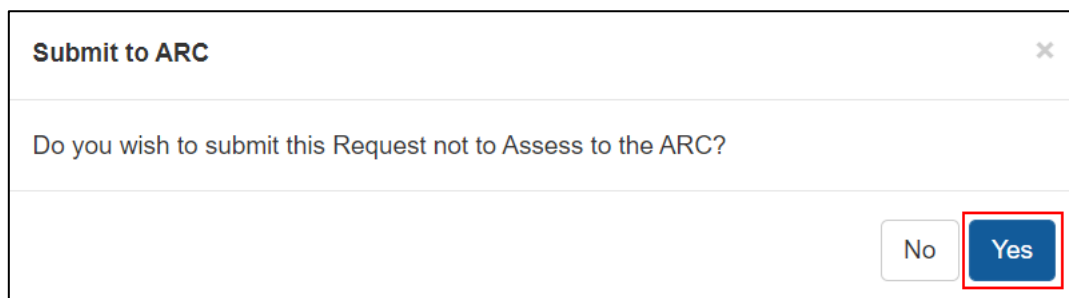 Submit to ARC
×
Do you wish to submit this Request not to Assess to the ARC?
No
Yes